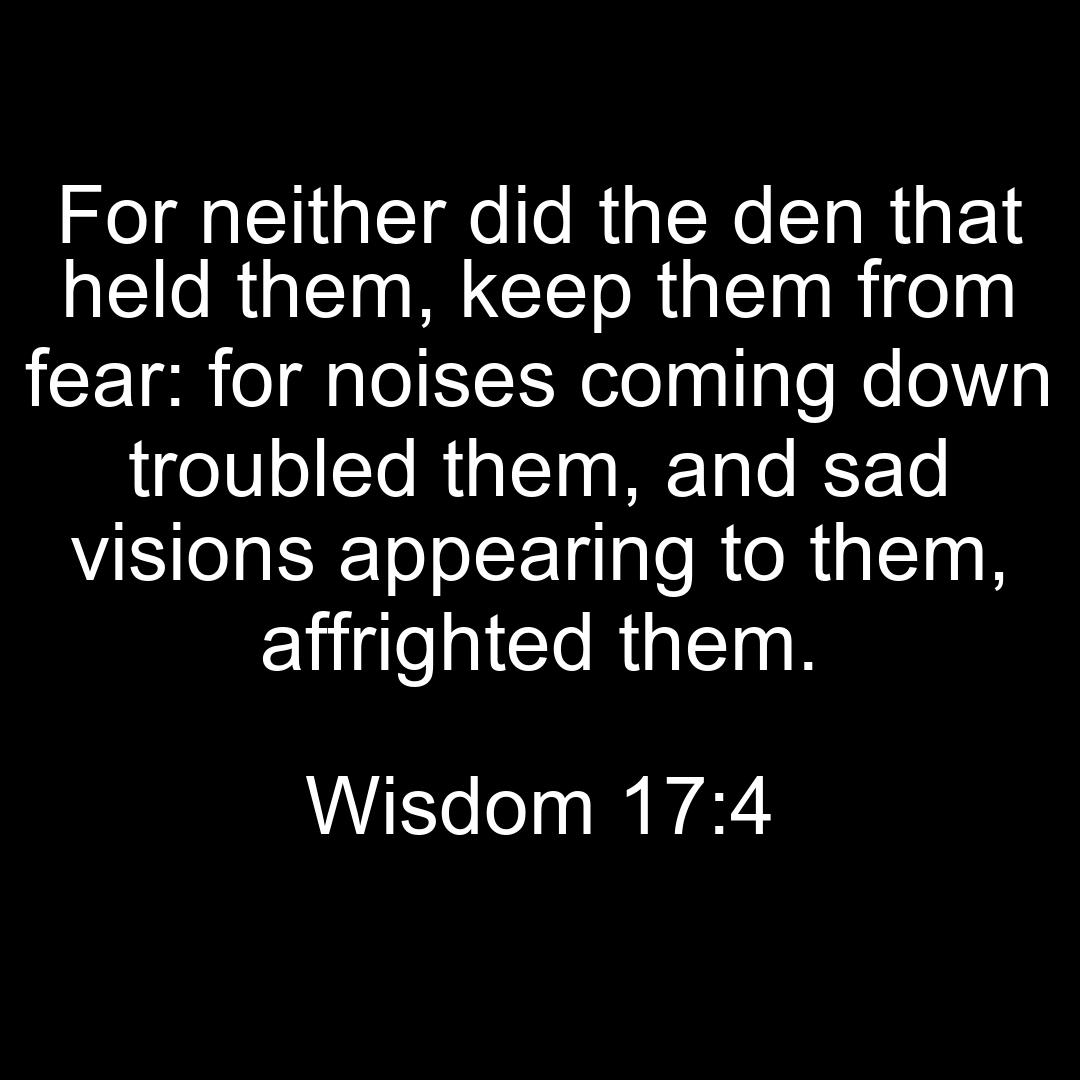 For neither did the den that
held them, keep them from
fear: for noises coming down
troubled them, and sad
visions appearing to them,
affrighted them.
Wisdom 17:4